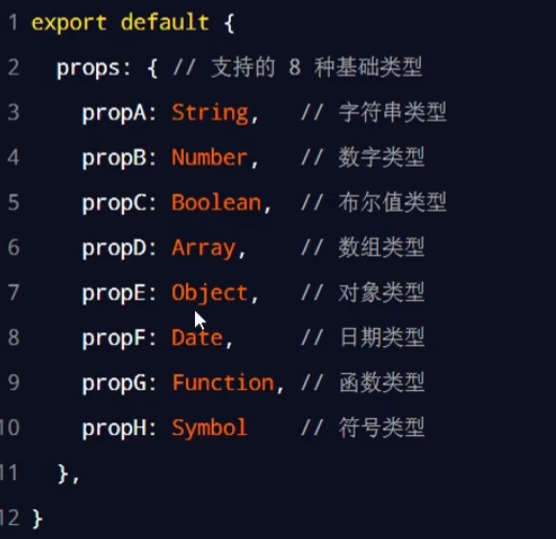 1 export default {
2 props: { // 支持的 8 种基础类型
3 propA: String, // 字符串类型
4 propB: Number, // 数字类型
5 propC: Boolean, // 布尔值类型
6 propD: Array, // 数组类型
7 propE: Object, // 对象类型
8 propF: Date, // 日期类型
9 propG: Function, // 函数类型
10 propH: Symbol // 符号类型
11 },
12 }